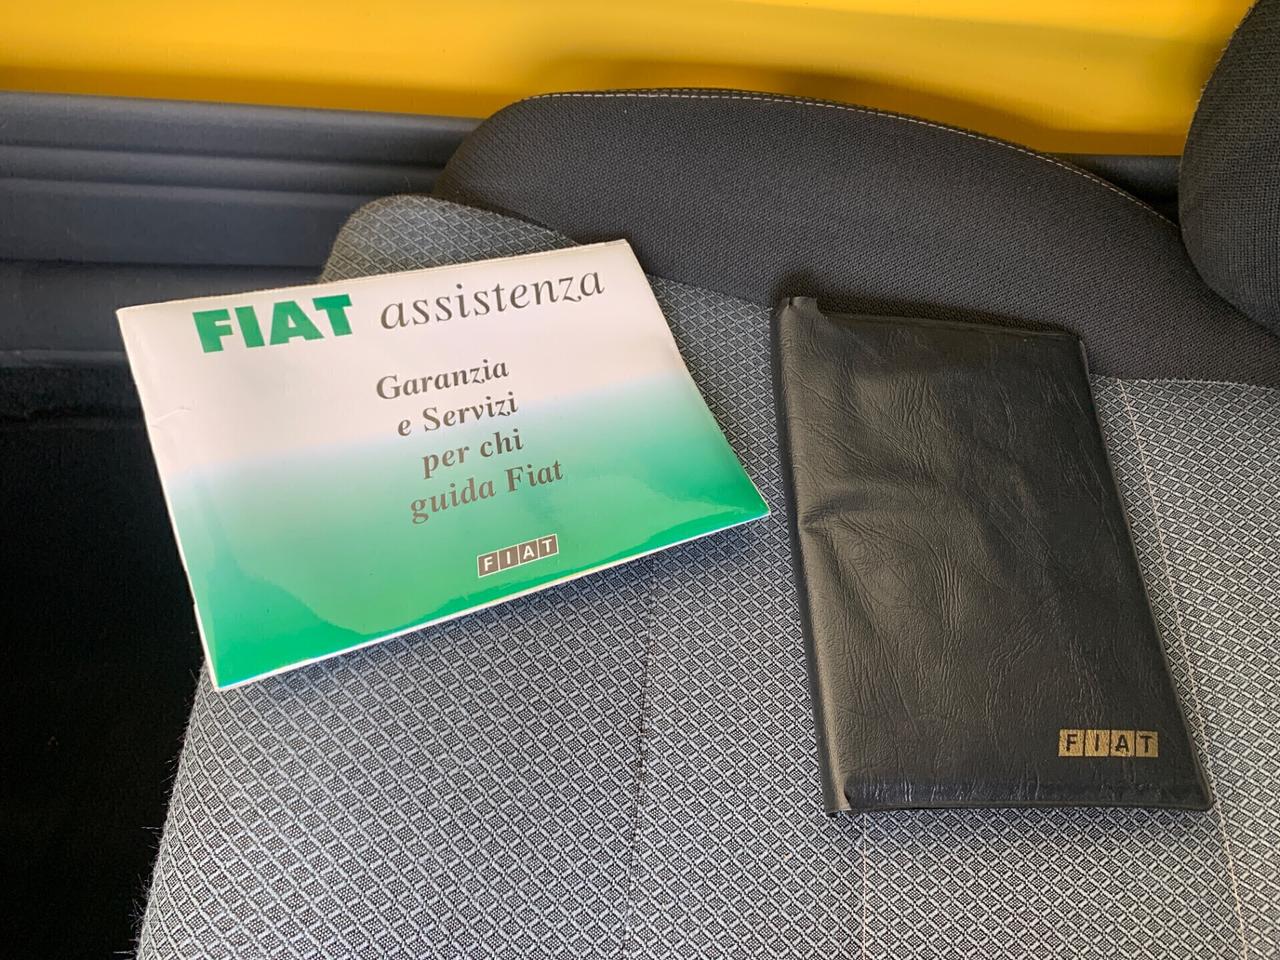 FIAT assistenza
Garanzia
e Servizi
per chi
guida Fiat
FIAT
FIAT